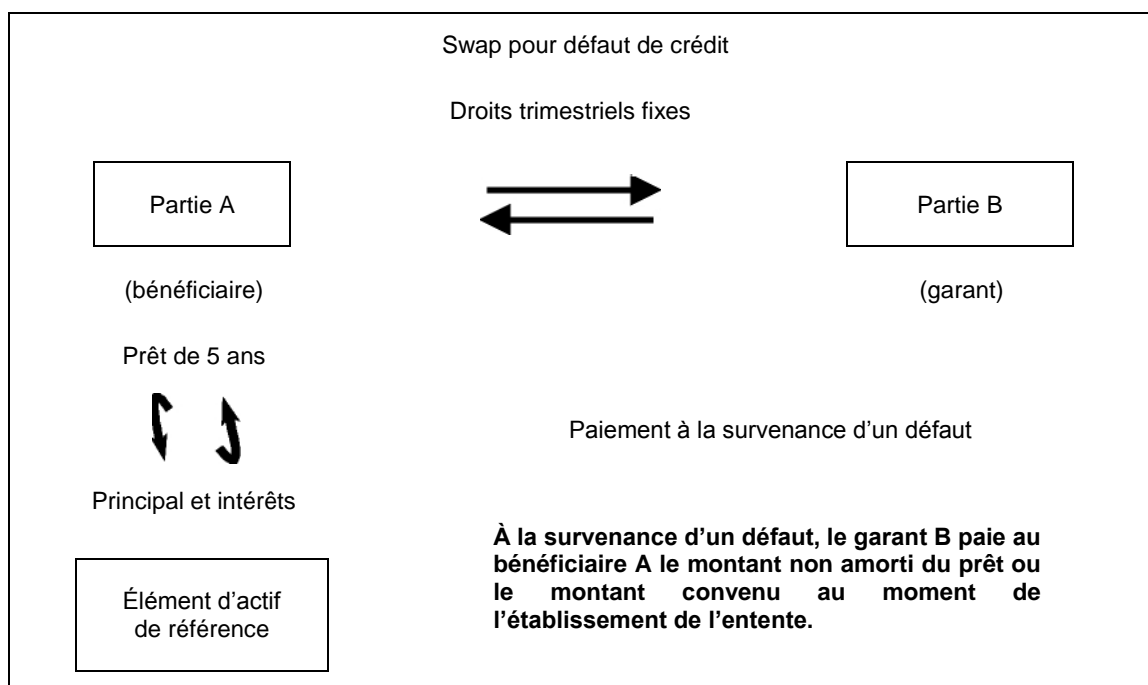 Swap pour défaut de crédit
Droits trimestriels fixes
Partie A
Partie B
(bénéficiaire)
(garant)
Prêt de 5 ans
Paiement à la survenance d’un défaut
Principal et intérêts
À la survenance d’un défaut, le garant B paie au
bénéficiaire A le montant non amorti du prêt ou
le montant convenu au moment de
l’établissement de l’entente.
Élément d’actif
de référence